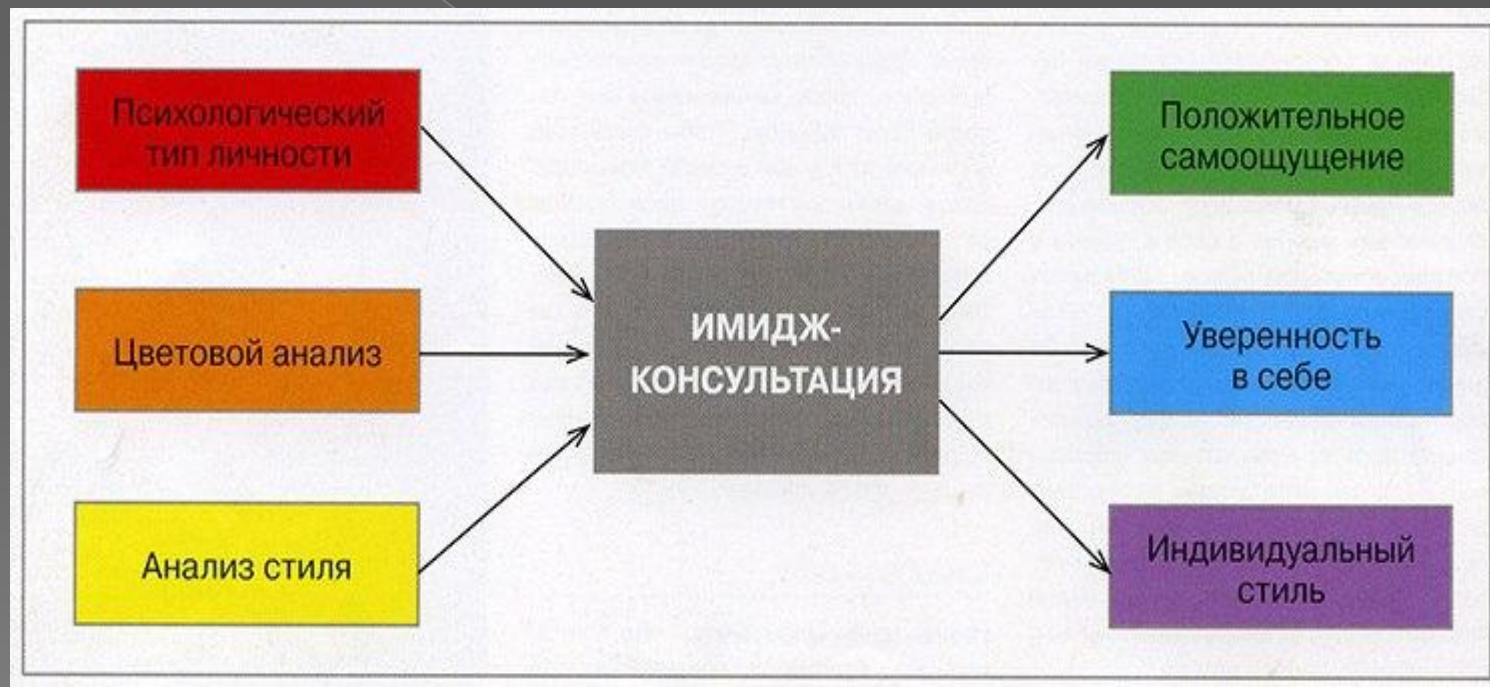 Психологический
тип личности
Цветовой анализ
Анализ стиля
ИМИДЖ-
КОНСУЛЬТАЦИЯ
Положительное
самоощущение
Уверенность
в себе
Индивидуальный
стиль